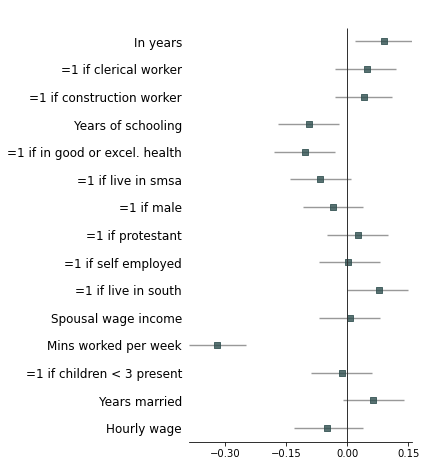 In years
=1 if clerical worker
=1 if construction worker
Years of schooling
=1 if in good or excel. health
=1 if live in smsa
=1 if male
=1 if protestant
=1 if self employed
=1 if live in south
Spousal wage income
Mins worked per week
=1 if children < 3 present
Years married
Hourly wage
−0.30 −0.15 0.00 0.15